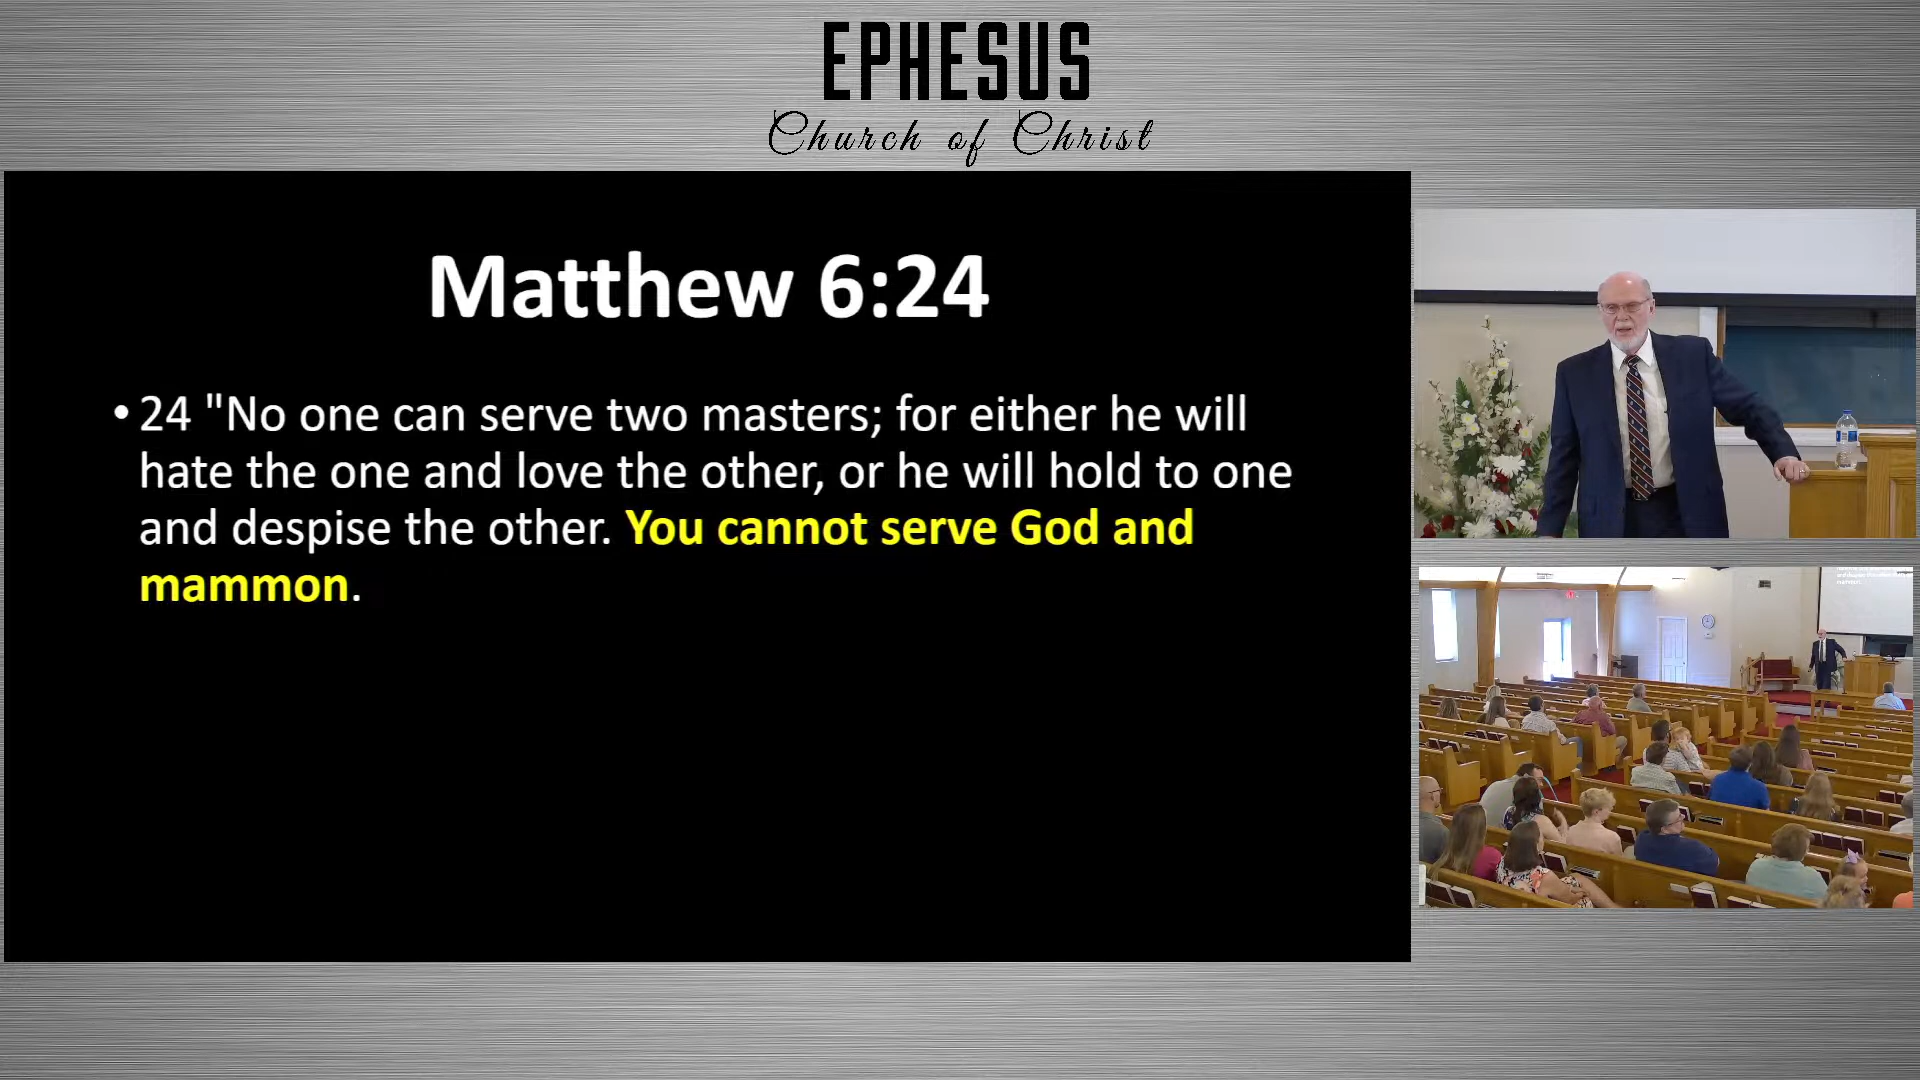 EPHESUS
Church of Christ
Matthew 6:24
• 24 "No one can serve two masters; for either he will
hate the one and love the other, or he will hold to one
and despise the other. You cannot serve God and
mammon.